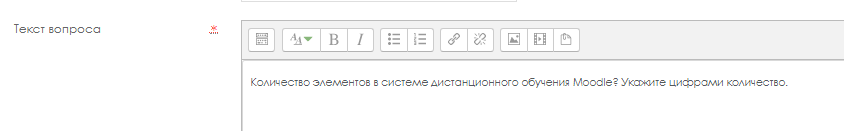 Текст вопроса
Количество элементов в системе дистанционного обучения Moodle? Укажите цифрами количество.